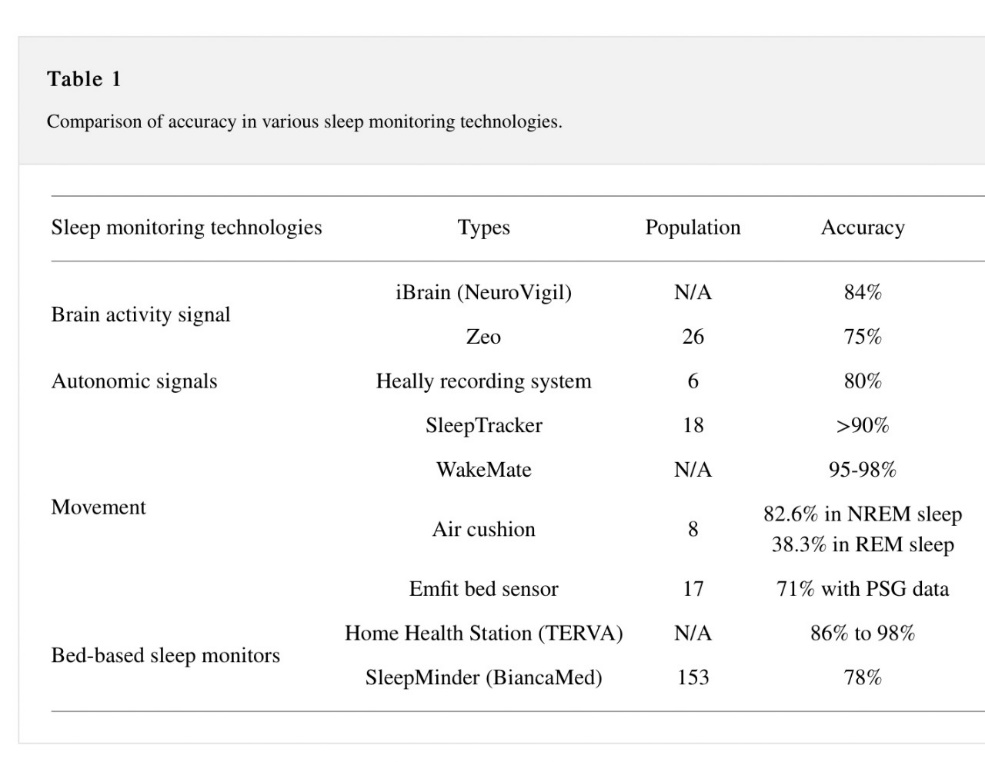 Table 1
Comparison of accuracy in various sleep monitoring technologies.
Sleep monitoring technologies Types Population Accuracy
Brain activity signal iBrain (NeuroVigil) N/A 84%
Zeo 26 75%
Autonomic signals Heally recording system 6 80%
SleepTracker 18 >90%
WakeMate N/A 95-98%
Movement Air cushion 8 82.6% in NREM sleep
38.3% in REM sleep
Emfit bed sensor 17 71% with PSG data
Bed-based sleep monitors Home Health Station (TERVA) N/A 86% to 98%
SleepMinder (BiancaMed) 153 78%